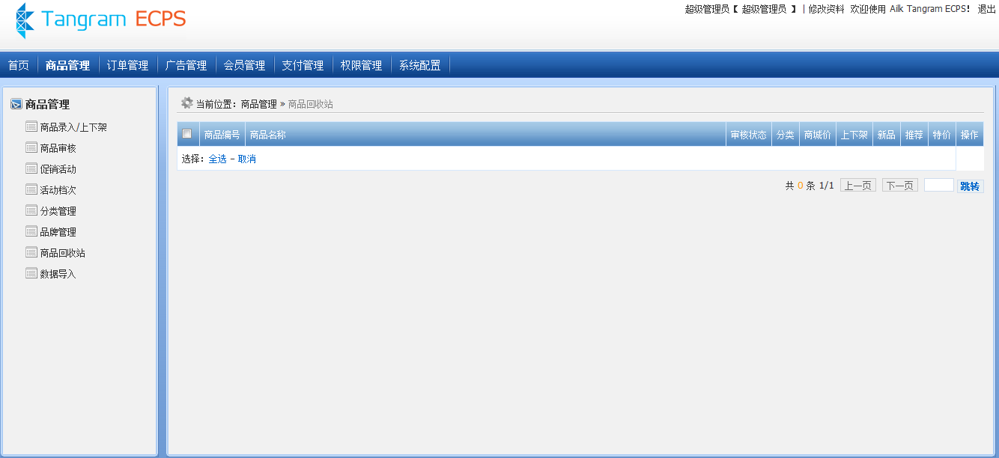 Tangram ECPS
超级管理员【 超级管理员 】 | 修改资料 欢迎使用 Ailk Tangram ECPS! 退出
首页 商品管理 订单管理 广告管理 会员管理 支付管理 权限管理 系统配置
商品管理
商品录入/上下架
商品审核
促销活动
活动档次
分类管理
品牌管理
商品回收站
数据导入
当前位置：商品管理 » 商品回收站
商品编号 商品名称 审核状态 分类 商城价 上下架 新品 推荐 特价 操作
选择：全选 - 取消
共 0 条 1/1 上一页 下一页 跳转